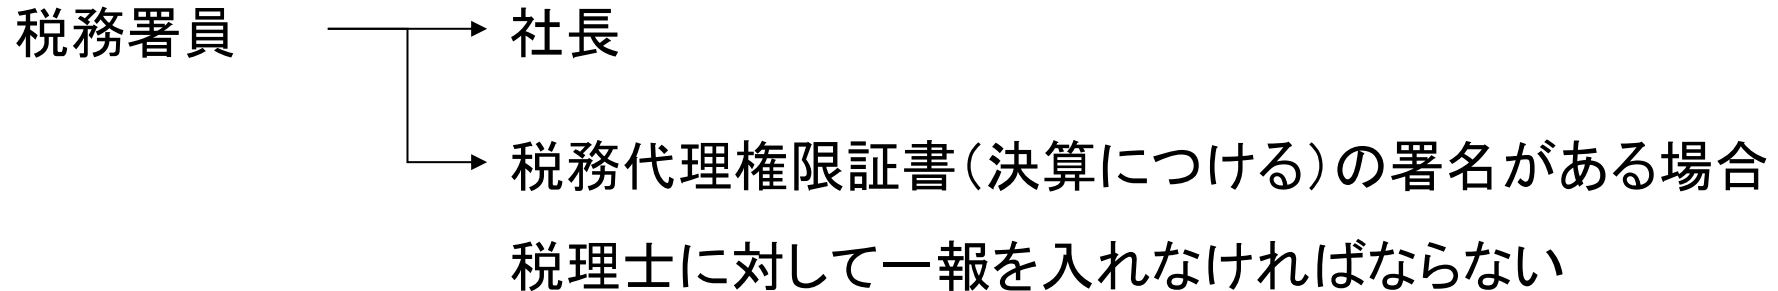 税務署員
社長
税務代理権限証書（決算につける）の署名がある場合
税理士に対して一報を入れなければならない